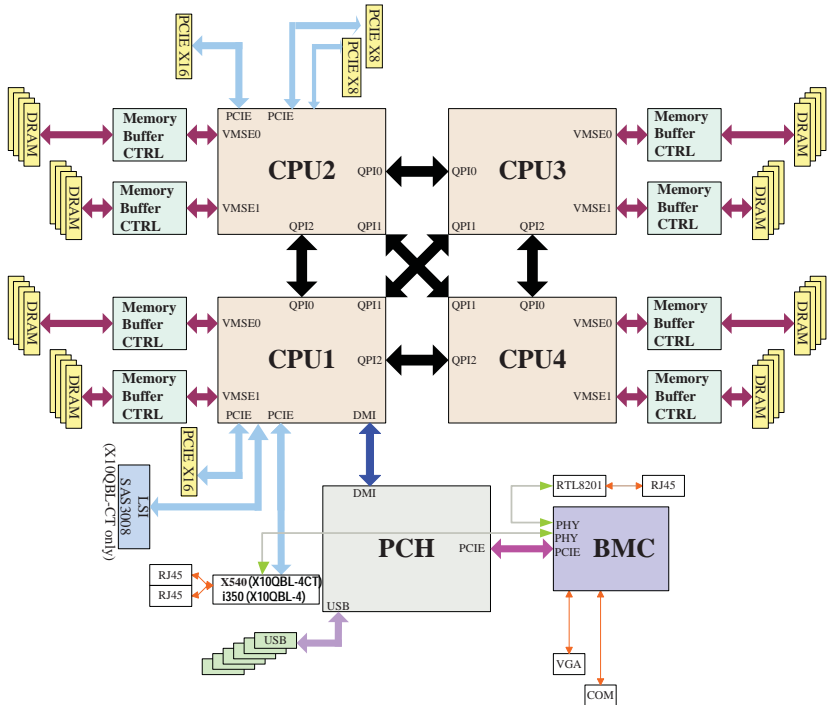 PCIE X16
PCIE X8
PCIE X8
DRAM
Memory
Buffer
CTRL
PCIE
PCIE
VMSE0
CPU2
QPI0
VMSE1
QPI2
QPI1
DRAM
Memory
Buffer
CTRL
QPI0
CPU3
VMSE0
VMSE1
QPI1
QPI2
Memory
Buffer
CTRL
DRAM
Memory
Buffer
CTRL
DRAM
DRAM
Memory
Buffer
CTRL
QPI0
QPI1
VMSE0
CPU1
QPI2
VMSE1
PCIE
PCIE
DMI
DRAM
Memory
Buffer
CTRL
QPI1
QPI0
VMSE0
QPI2
CPU4
VMSE1
Memory
Buffer
CTRL
DRAM
Memory
Buffer
CTRL
DRAM
PCIE X16
LSI
SAS3008
(X10QBL-CT only)
DMI
PCH
PCIE
USB
RTL8201
RJ45
PHY
PHY
PCIE
BMC
RJ45
RJ45
X540 (X10QBL-4CT)
i350 (X10QBL-4)
USB
VGA
COM